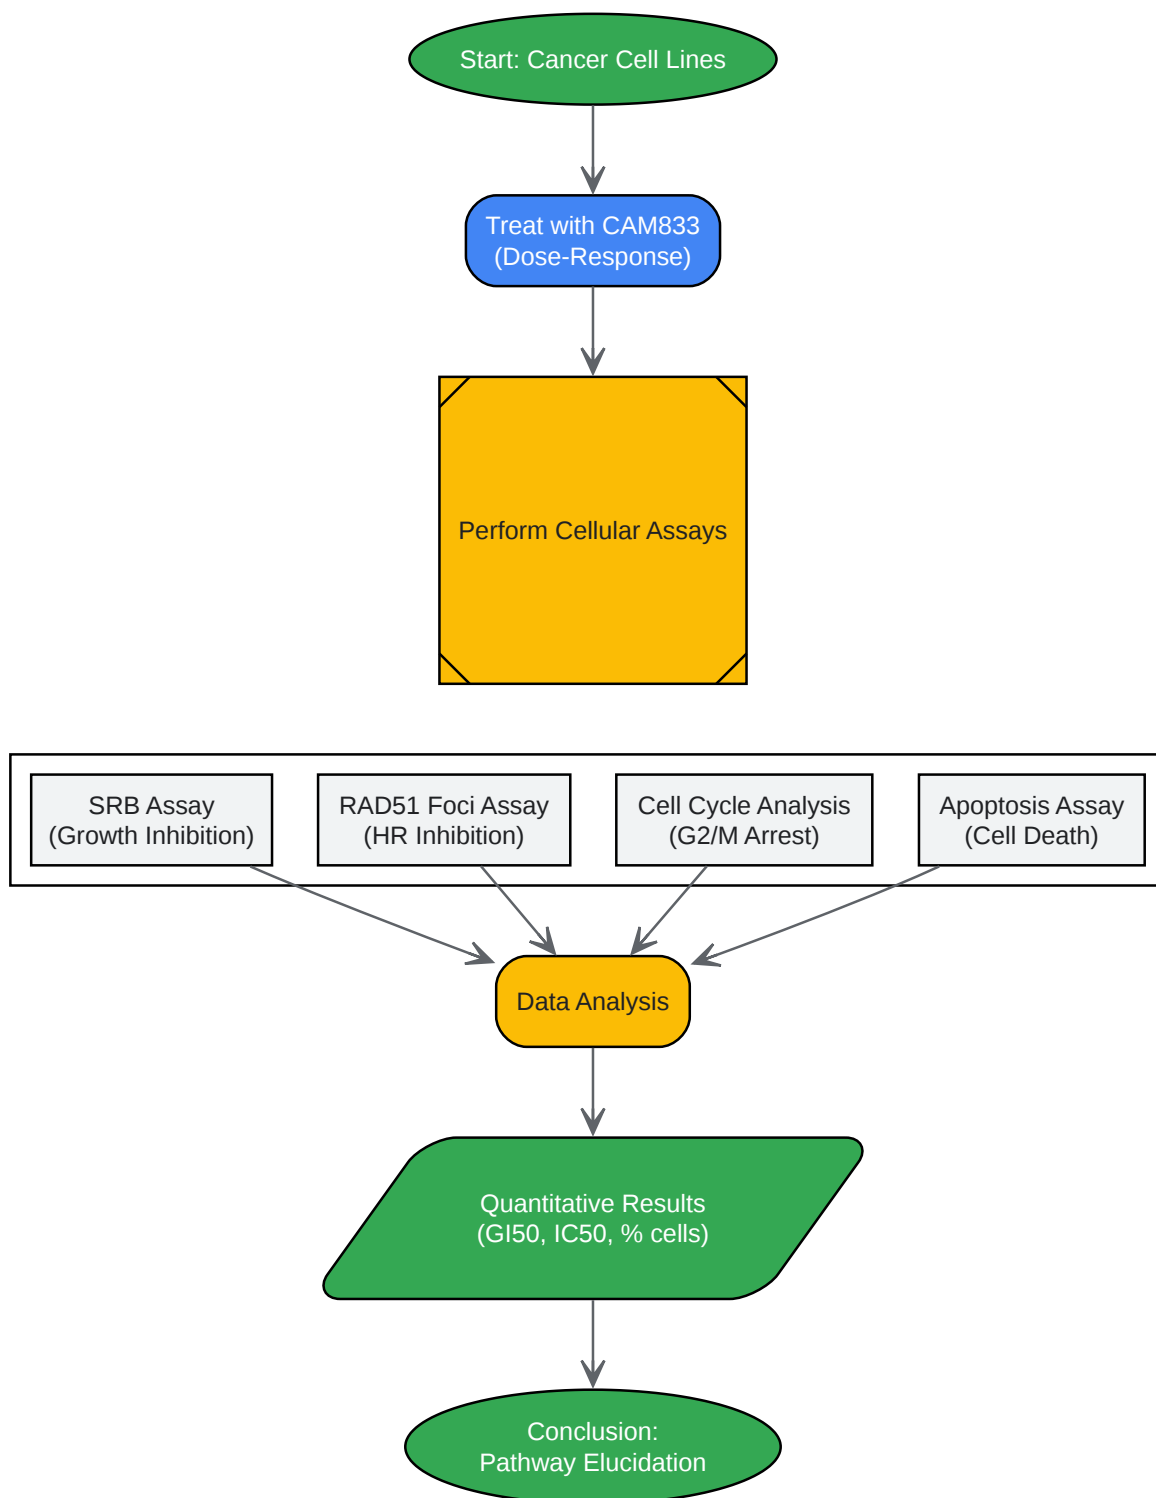 Start: Cancer Cell Lines
Treat with CAM833
(Dose-Response)
Perform Cellular Assays
SRB Assay
(Growth Inhibition)
RAD51 Foci Assay
(HR Inhibition)
Cell Cycle Analysis
(G2/M Arrest)
Apoptosis Assay
(Cell Death)
Data Analysis
Quantitative Results
(GI50, IC50, % cells)
Conclusion:
Pathway Elucidation